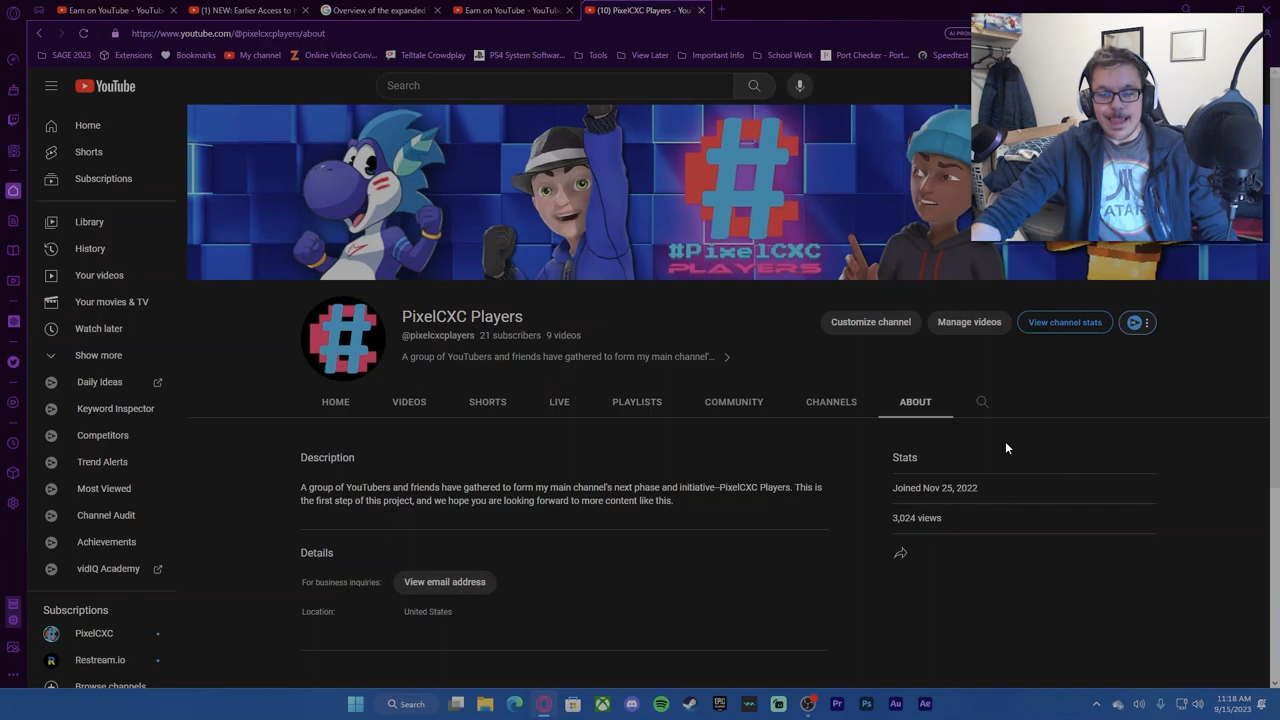 Earn on YouTube - YouTu
(1) NEW: Earlier Access to t
Overview of the expanded
Earn on YouTube - YouTu
(10) PixelCXC Players - You
https://www.youtube.com/@pixelcxcplayers/about
SAGE 2023
Extensions
Bookmarks
My channel
Online Video Conv...
Telltale Goodplay
PS4 System Softwar...
Tools
View Later
Important Info
School Work
Port Checker - Port C...
Speedtest
YouTube
Search
Home
Shorts
Subscriptions
Library
History
Your videos
Your movies & TV
Watch later
Show more
Daily Ideas
Keyword Inspector
Competitors
Trend Alerts
Most Viewed
Channel Audit
Achievements
vidIQ Academy
Subscriptions
PixelCXC
Restream.io
Browse channels
#PixelCXC
PLAYERS
ATARI
PixelCXC Players
@pixelcxcplayers 21 subscribers 9 videos
A group of YouTubers and friends have gathered to form my main channel'...
Customize channel
Manage videos
View channel stats
HOME
VIDEOS
SHORTS
LIVE
PLAYLISTS
COMMUNITY
CHANNELS
ABOUT
Description
A group of YouTubers and friends have gathered to form my main channel's next phase and initiative--PixelCXC Players. This is
the first step of this project, and we hope you are looking forward to more content like this.
Details
For business inquiries:
View email address
Location:
United States
Stats
Joined Nov 25, 2022
3,024 views
Search
EPIC
Pr
Ps
Au
Ae
11:18 AM
9/15/2023